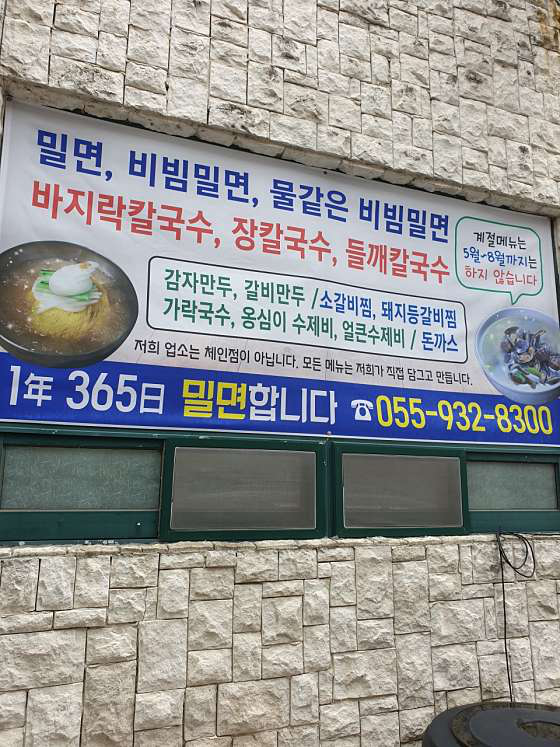 밀면, 비빔밀면, 물같은 비빔밀면
바지락칼국수, 장칼국수, 들깨칼국수
계절메뉴는
5월~8월까지는
하지 않습니다
감자만두, 갈비만두 / 소갈비찜, 돼지등갈비찜
가락국수, 옹심이 수제비, 얼큰수제비 / 돈까스
저희 업소는 체인점이 아닙니다. 모든 메뉴는 저희가 직접 담그고 만듭니다.
1年 365日 밀면합니다 ☎055-932-8300